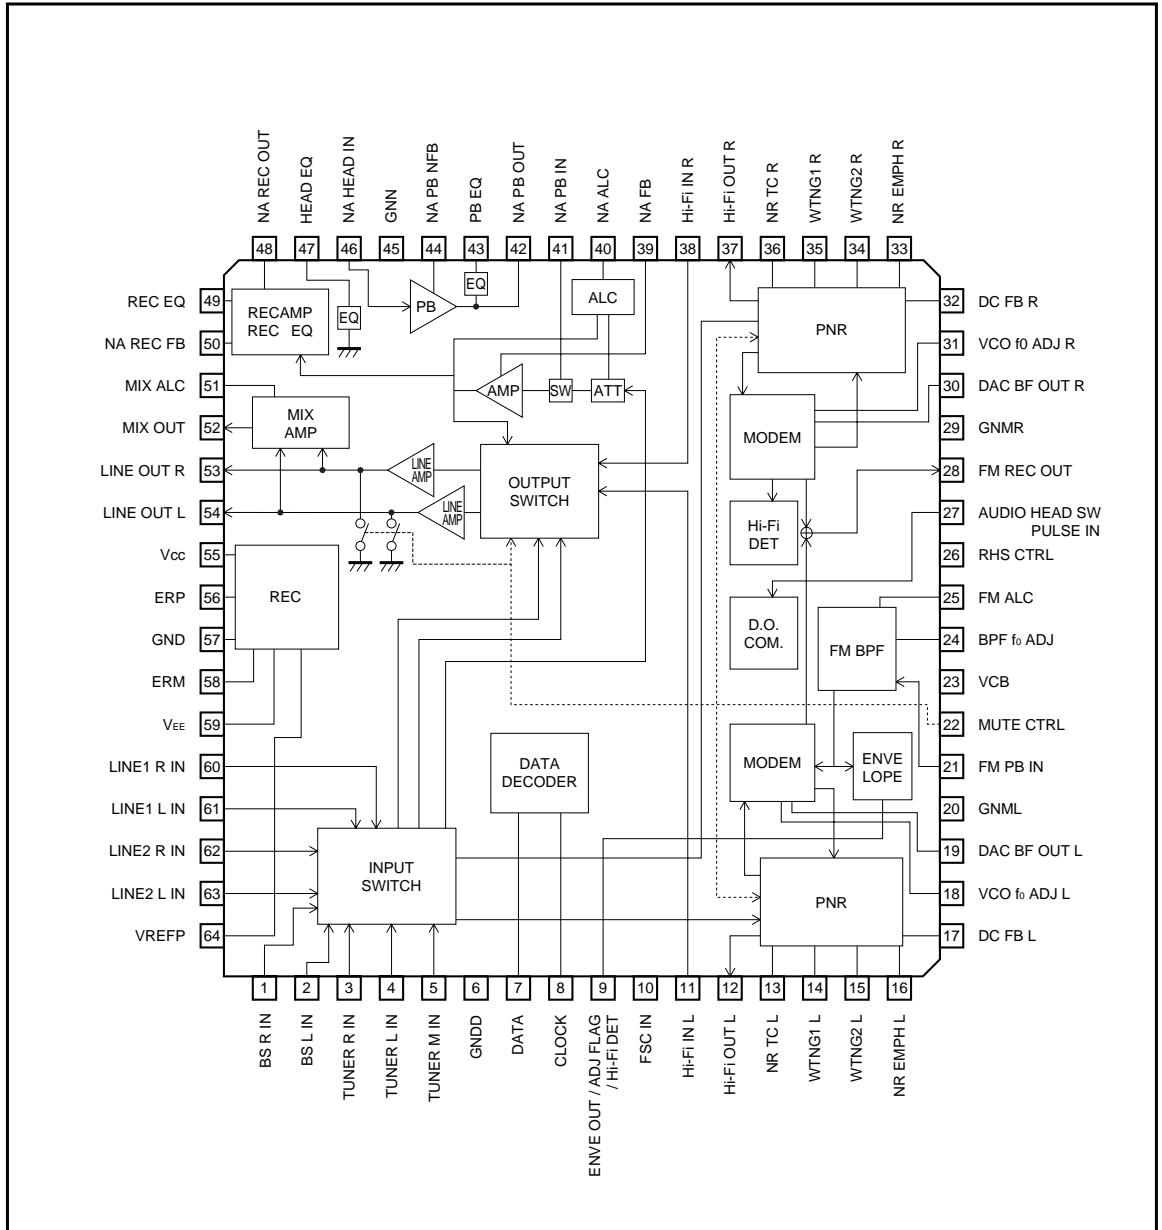 NA REC OUT
HEAD EQ
NA HEAD IN
GNN
NA PB NFB
PB EQ
NA PB OUT
NA PB IN
NA ALC
NA FB
Hi-Fi IN R
Hi-Fi OUT R
NR TC R
WTNG1 R
WTNG2 R
NR EMPH R
48
47
46
45
44
43
42
41
40
39
38
37
36
35
34
33
REC EQ
49
NA REC FB
50
MIX ALC
51
MIX OUT
52
LINE OUT R
53
LINE OUT L
54
Vcc
55
ERP
56
GND
57
ERM
58
VEE
59
LINE1 R IN
60
LINE1 L IN
61
LINE2 R IN
62
LINE2 L IN
63
VREFP
64
RECAMP
REC EQ
EQ
PB
EQ
ALC
AMP
SW
ATT
MIX
AMP
LINE
AMP
LINE
AMP
OUTPUT
SWITCH
REC
DATA
DECODER
INPUT
SWITCH
PNR
MODEM
Hi-Fi
DET
D.O.
COM.
FM BPF
MODEM
ENVE
LOPE
PNR
32
DC FB R
31
VCO f0 ADJ R
30
DAC BF OUT R
29
GNMR
28
FM REC OUT
27
AUDIO HEAD SW
PULSE IN
26
RHS CTRL
25
FM ALC
24
BPF f0 ADJ
23
VCB
22
MUTE CTRL
21
FM PB IN
20
GNML
19
DAC BF OUT L
18
VCO f0 ADJ L
17
DC FB L
1
2
3
4
5
6
7
8
9
10
11
12
13
14
15
16
BS R IN
BS L IN
TUNER R IN
TUNER L IN
TUNER M IN
GNDD
DATA
CLOCK
ENVE OUT / ADJ FLAG
/ Hi-Fi DET
FSC IN
Hi-Fi IN L
Hi-Fi OUT L
NR TC L
WTNG1 L
WTNG2 L
NR EMPH L